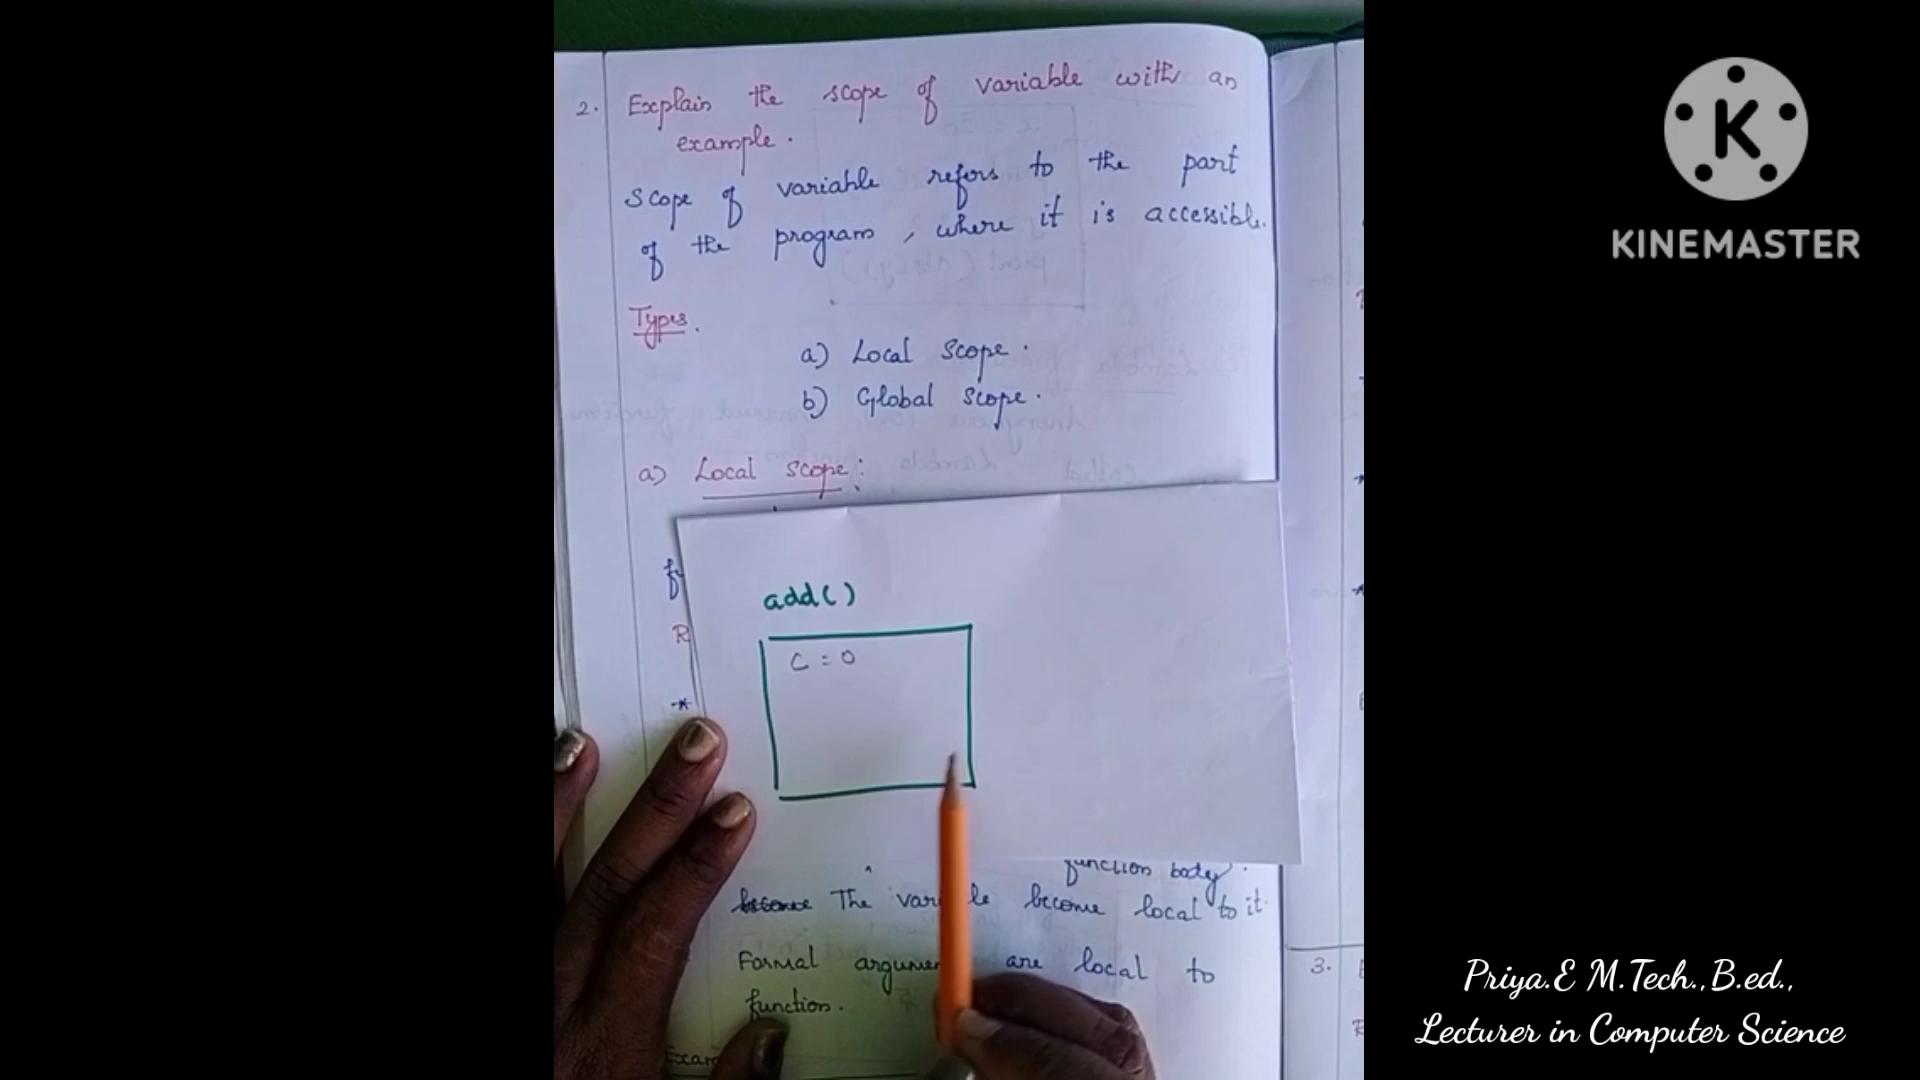 2. Explain the scope of variable with an
example.
Scope of variable refers to the part
of the program, where it is accessible.
Types.
a) Local Scope.
b) Global Scope.
a) Local Scope:
add()
C = 0
function body.
The variable become local to it.
Formal are local to
function.
3.
KINEMASTER
Priya.E M.Tech.,B.ed.,
Lecturer in Computer Science